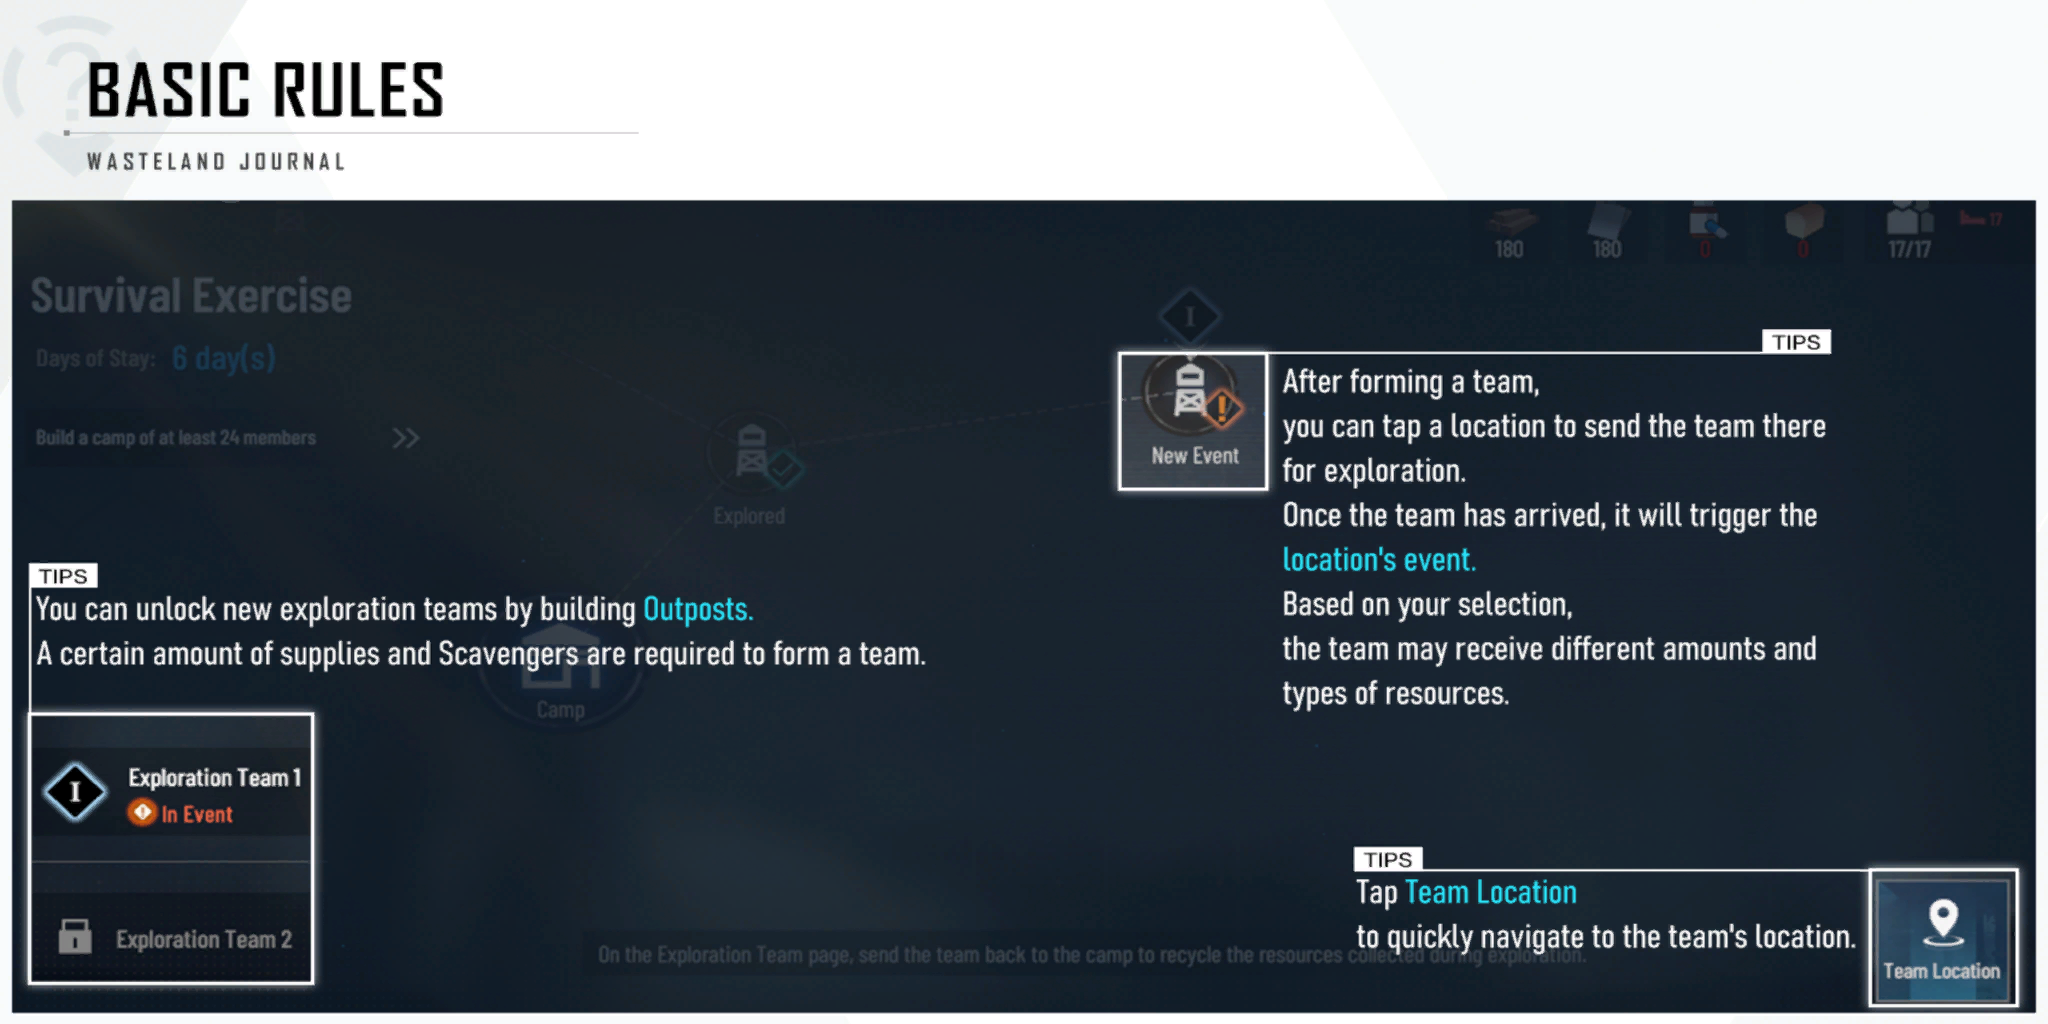 BASIC RULES
WASTELAND JOURNAL
180
180
0
0
17/17
17
Survival Exercise
Days of Stay: 6 day(s)
Build a camp of at least 24 members
I
New Event
TIPS
After forming a team,
you can tap a location to send the team there
for exploration.
Once the team has arrived, it will trigger the
location's event.
Based on your selection,
the team may receive different amounts and
types of resources.
Explored
TIPS
You can unlock new exploration teams by building Outposts.
A certain amount of supplies and Scavengers are required to form a team.
Camp
I
Exploration Team 1
In Event
Exploration Team 2
TIPS
Tap Team Location
to quickly navigate to the team's location.
On the Exploration Team page, send the team back to the camp to recycle the resources collected during exploration.
Team Location